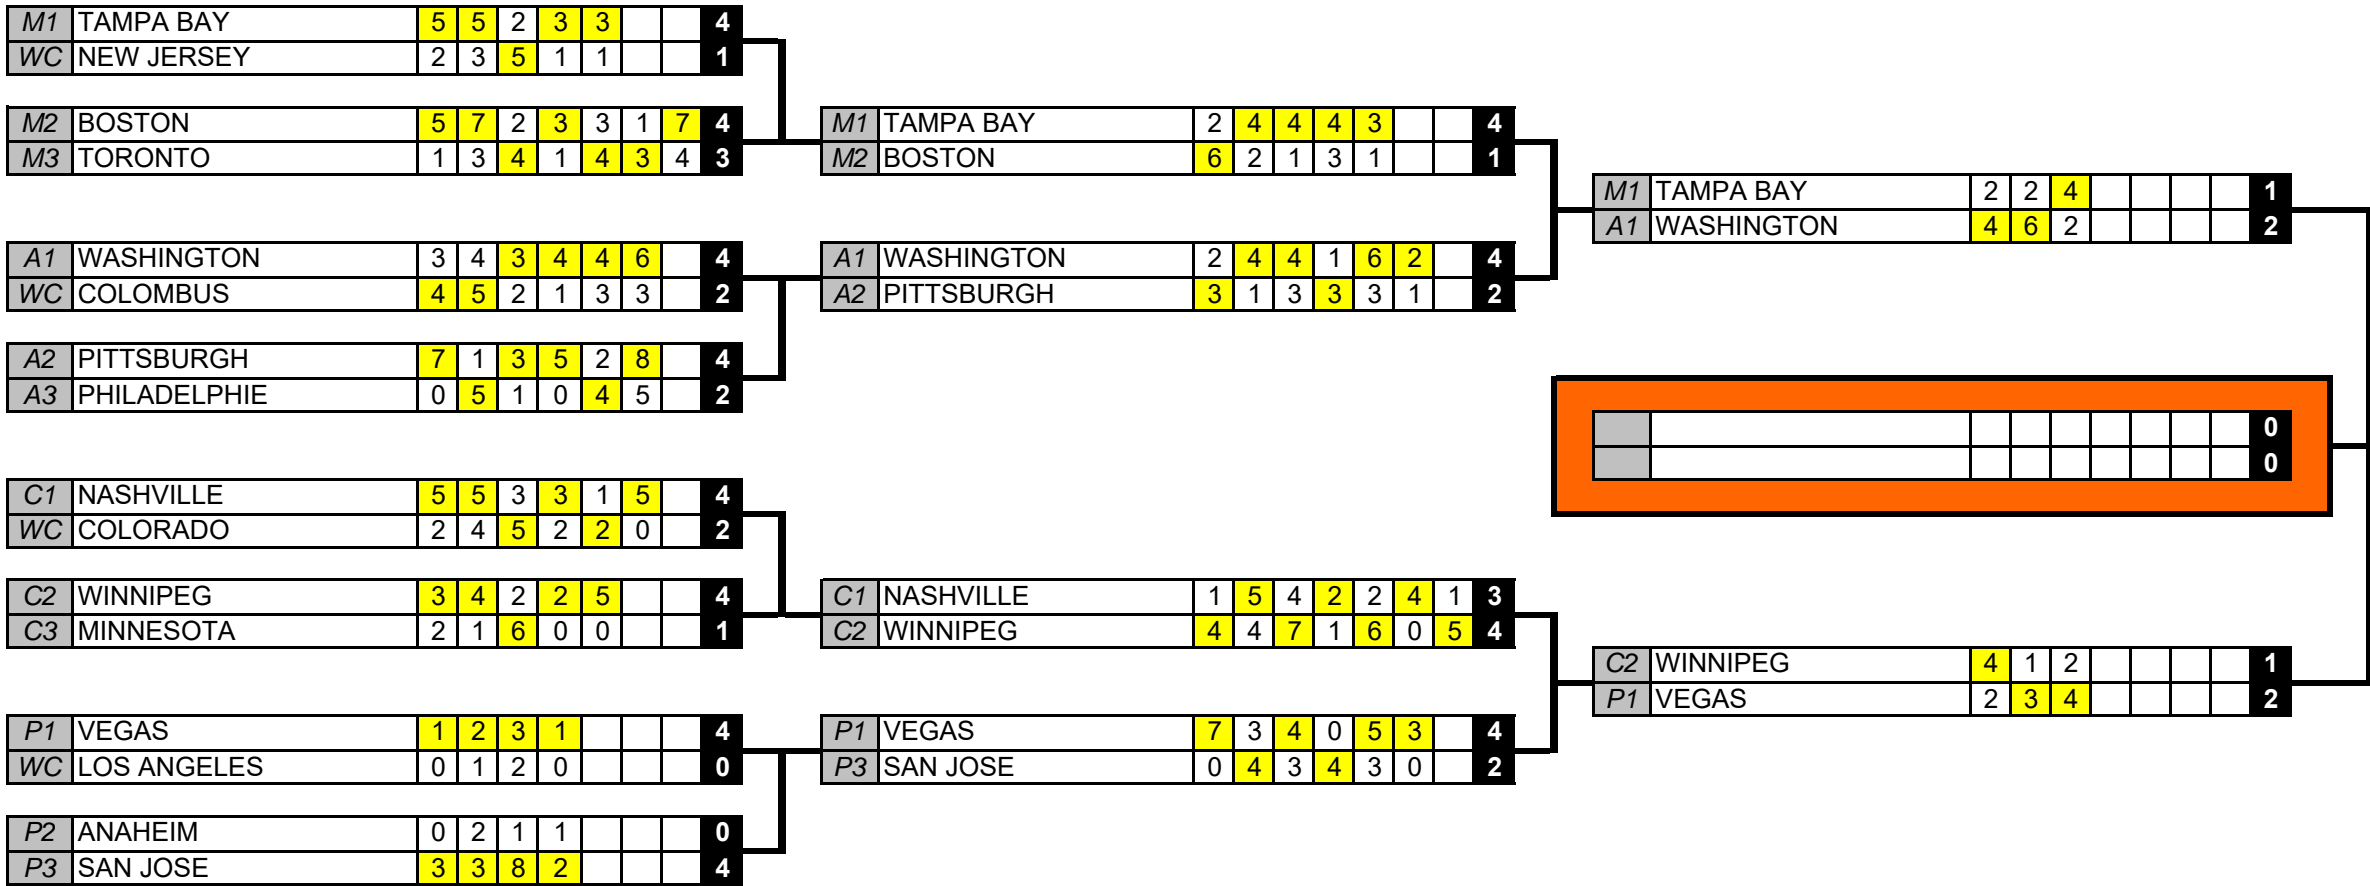 M1 TAMPA BAY 5 5 2 3 3 4
WC NEW JERSEY 2 3 5 1 1 1
M2 BOSTON 5 7 2 3 3 1 7 4
M3 TORONTO 1 3 4 1 4 3 4 3
A1 WASHINGTON 3 4 3 4 4 6 4
WC COLOMBUS 4 5 2 1 3 3 2
A2 PITTSBURGH 7 1 3 5 2 8 4
A3 PHILADELPHIE 0 5 1 0 4 5 2
C1 NASHVILLE 5 5 3 3 1 5 4
WC COLORADO 2 4 5 2 2 0 2
C2 WINNIPEG 3 4 2 2 5 4
C3 MINNESOTA 2 1 6 0 0 1
P1 VEGAS 1 2 3 1 4
WC LOS ANGELES 0 1 2 0 0
P2 ANAHEIM 0 2 1 1 0
P3 SAN JOSE 3 3 8 2 4
M1 TAMPA BAY 2 4 4 4 3 4
M2 BOSTON 6 2 1 3 1 1
A1 WASHINGTON 2 4 4 1 6 2 4
A2 PITTSBURGH 3 1 3 3 3 1 2
C1 NASHVILLE 1 5 4 2 2 4 1 3
C2 WINNIPEG 4 4 7 1 6 0 5 4
P1 VEGAS 7 3 4 0 5 3 4
P3 SAN JOSE 0 4 3 4 3 0 2
M1 TAMPA BAY 2 2 4 1
A1 WASHINGTON 4 6 2 2
0
0
C2 WINNIPEG 4 1 2 1
P1 VEGAS 2 3 4 2